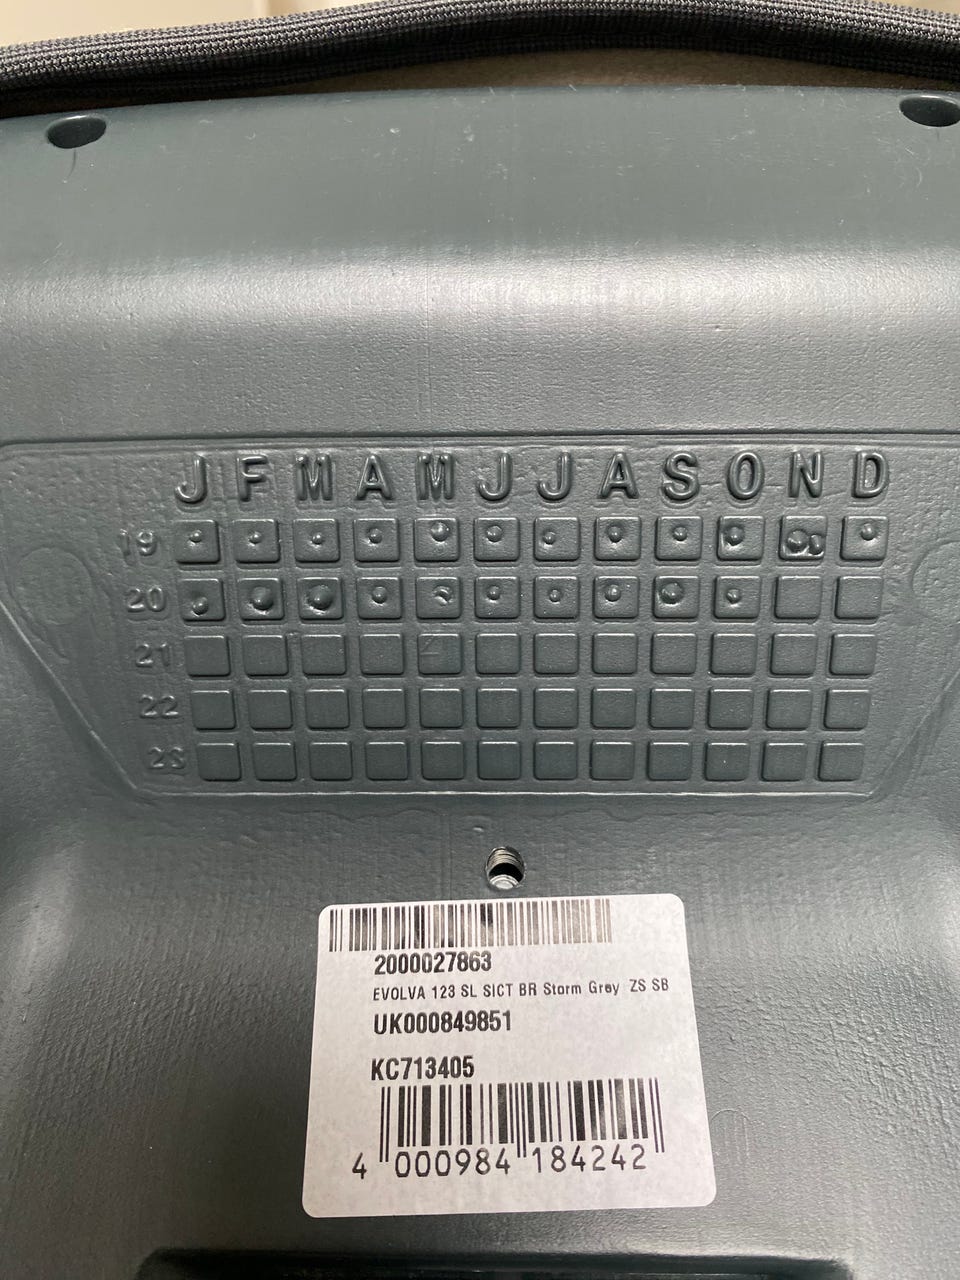 J F M A M J J A S O N D
19
20
21
22
23
2000027863
EVOLVA 123 SL SICT BR Storm Grey ZS SB
UK000849851
KC713405
4 000984 184242